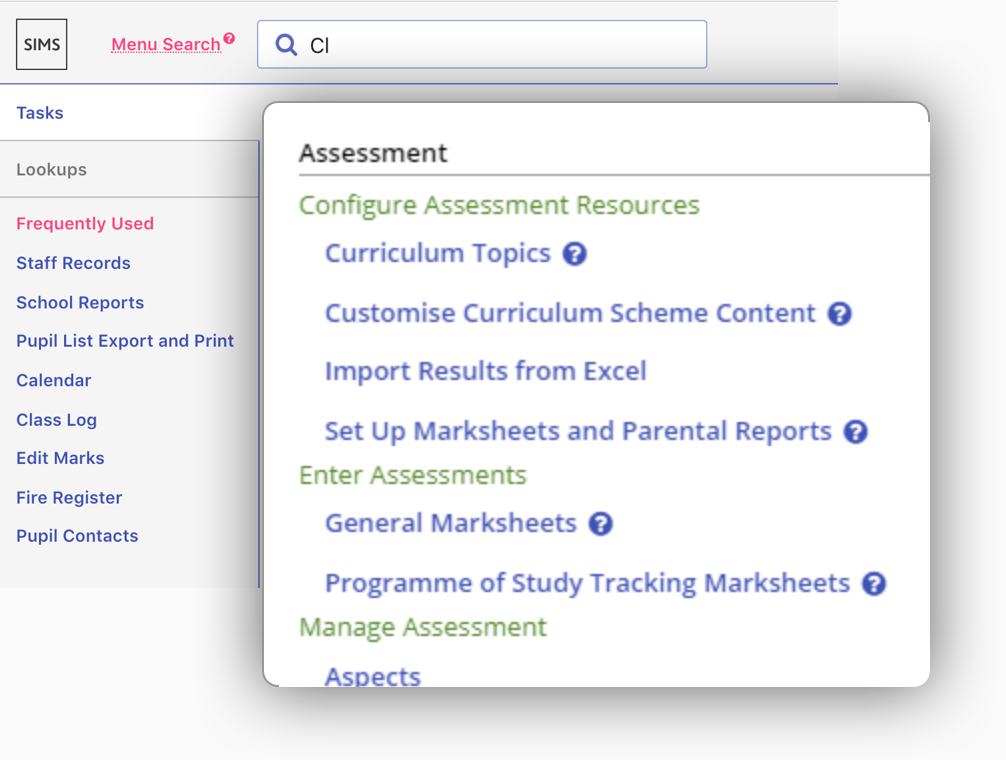 SIMS
Menu Search ?
Cl
Tasks
Lookups
Frequently Used
Staff Records
School Reports
Pupil List Export and Print
Calendar
Class Log
Edit Marks
Fire Register
Pupil Contacts
Assessment
Configure Assessment Resources
Curriculum Topics ?
Customise Curriculum Scheme Content ?
Import Results from Excel
Set Up Marksheets and Parental Reports ?
Enter Assessments
General Marksheets ?
Programme of Study Tracking Marksheets ?
Manage Assessment
Aspects